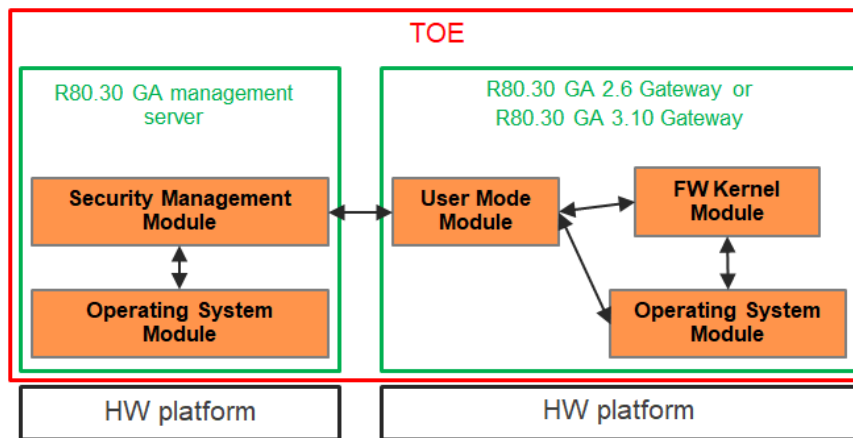 TOE
R80.30 GA management
server
R80.30 GA 2.6 Gateway or
R80.30 GA 3.10 Gateway
Security Management
Module
User Mode
Module
FW Kernel
Module
Operating System
Module
Operating System
Module
HW platform
HW platform